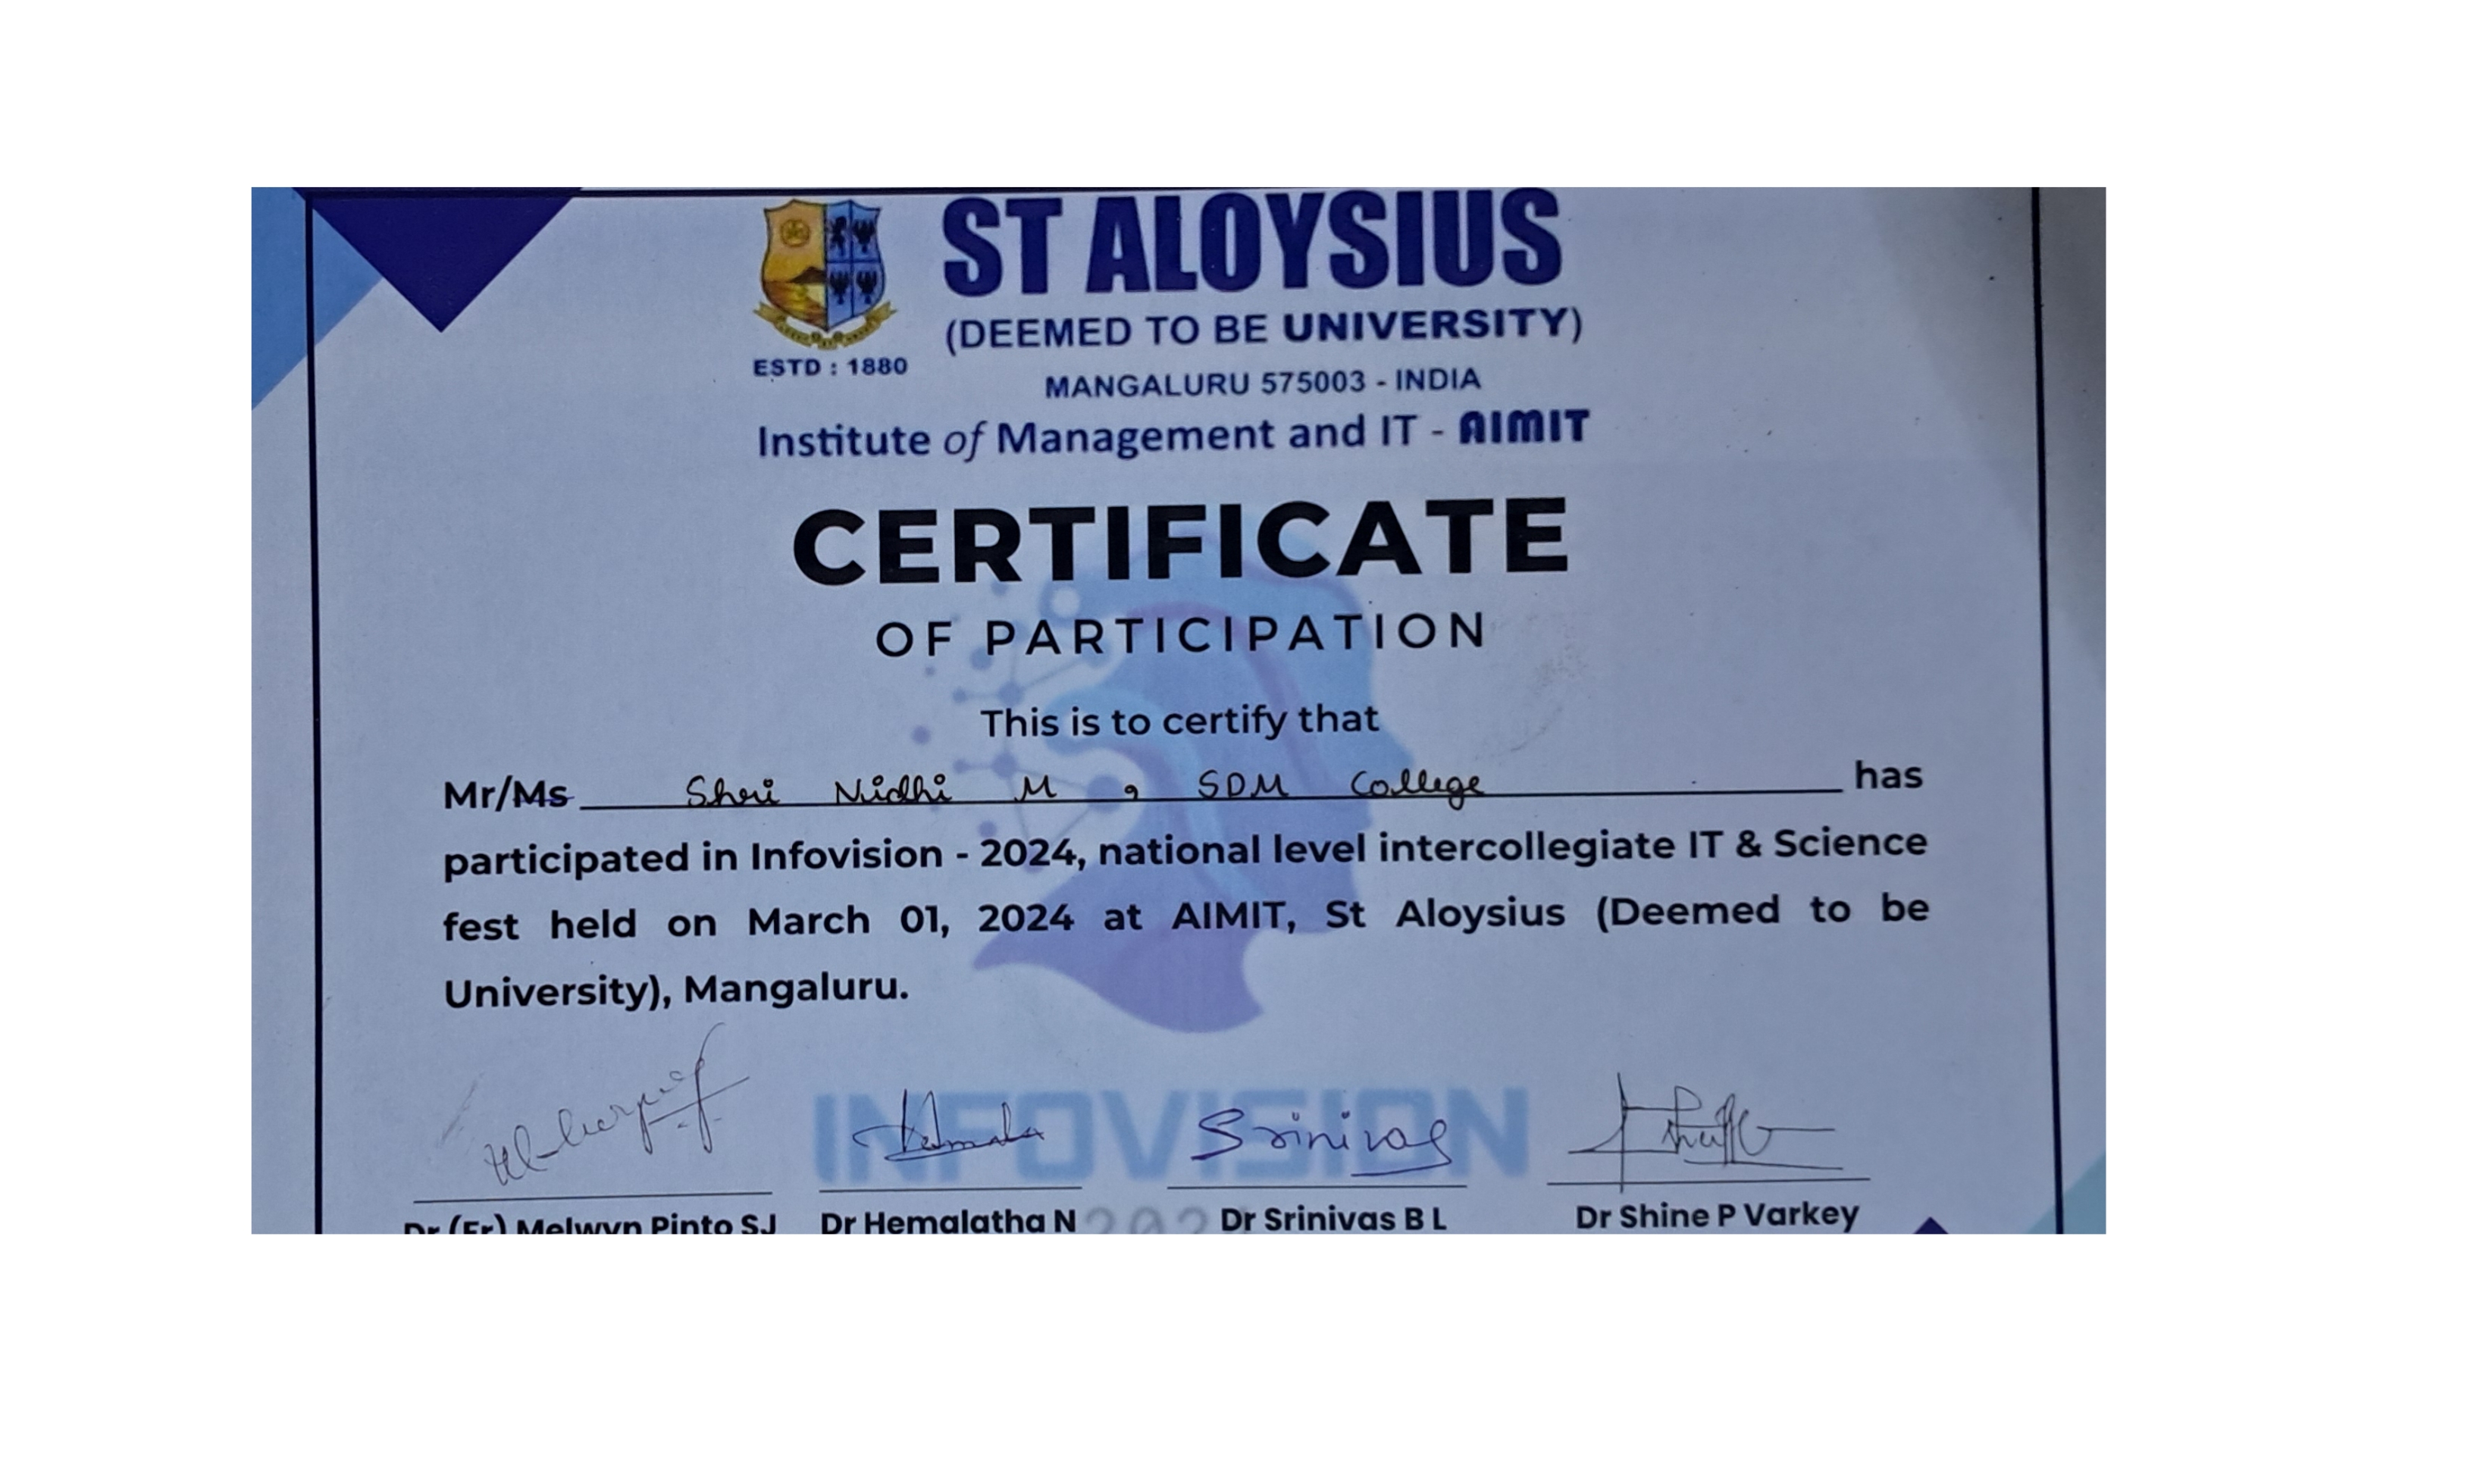 ST ALOYSIUS
(DEEMED TO BE UNIVERSITY)
ESTD : 1880
MANGALURU 575003 - INDIA
Institute of Management and IT - AIMIT
CERTIFICATE
OF PARTICIPATION
This is to certify that
Mr/Ms Shri Nidhi M , SDM College has
participated in Infovision - 2024, national level intercollegiate IT & Science
fest held on March 01, 2024 at AIMIT, St Aloysius (Deemed to be
University), Mangaluru.
INFOVISION
Srinivas
Dr (Fr) Melwyn Pinto SJ Dr Hemalatha N Dr Srinivas B L Dr Shine P Varkey